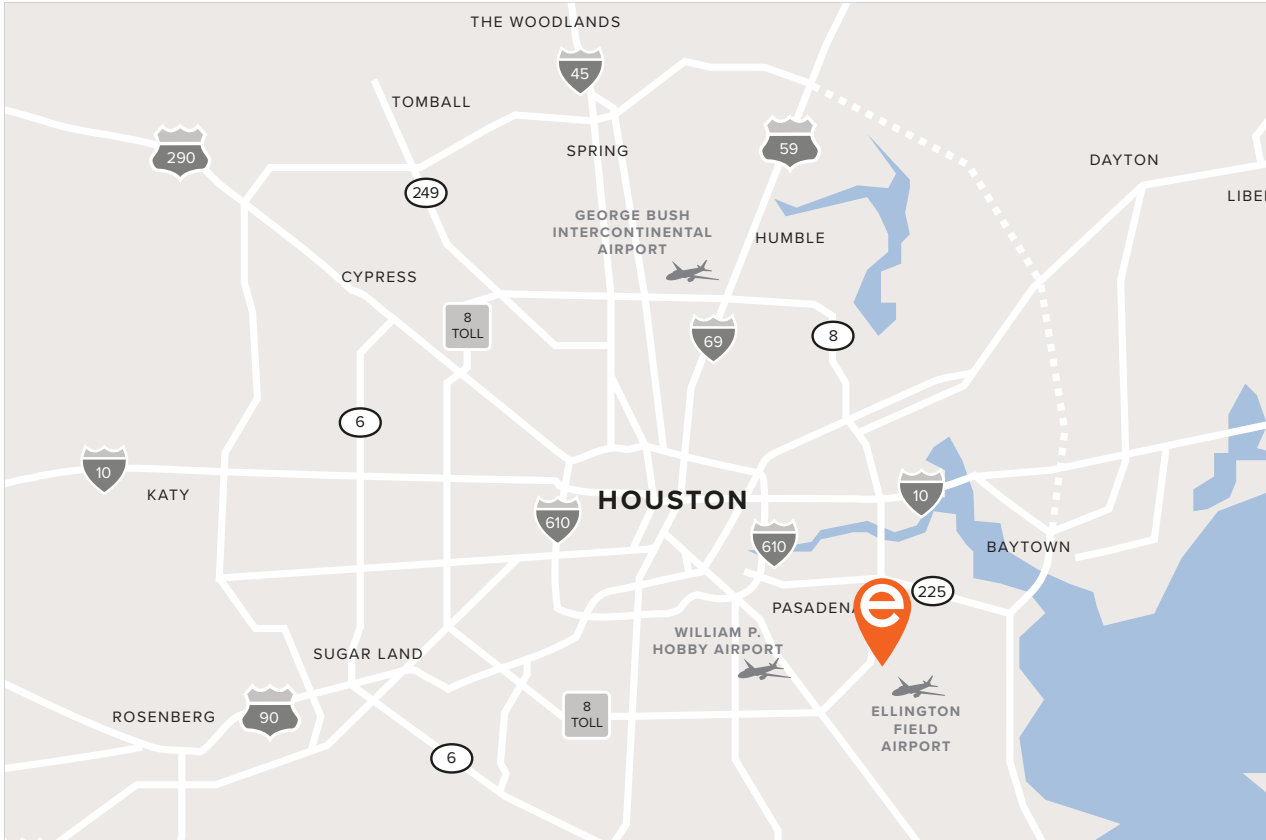 THE WOODLANDS
45
TOMBALL
290
59
SPRING
DAYTON
249
LIBE
GEORGE BUSH
INTERCONTINENTAL
AIRPORT
HUMBLE
CYPRESS
8
TOLL
69
8
6
10
KATY
HOUSTON
10
610
610
BAYTOWN
225
PASADENA
e
WILLIAM P.
HOBBY AIRPORT
SUGAR LAND
ELLINGTON
FIELD
AIRPORT
ROSENBERG
90
8
TOLL
6